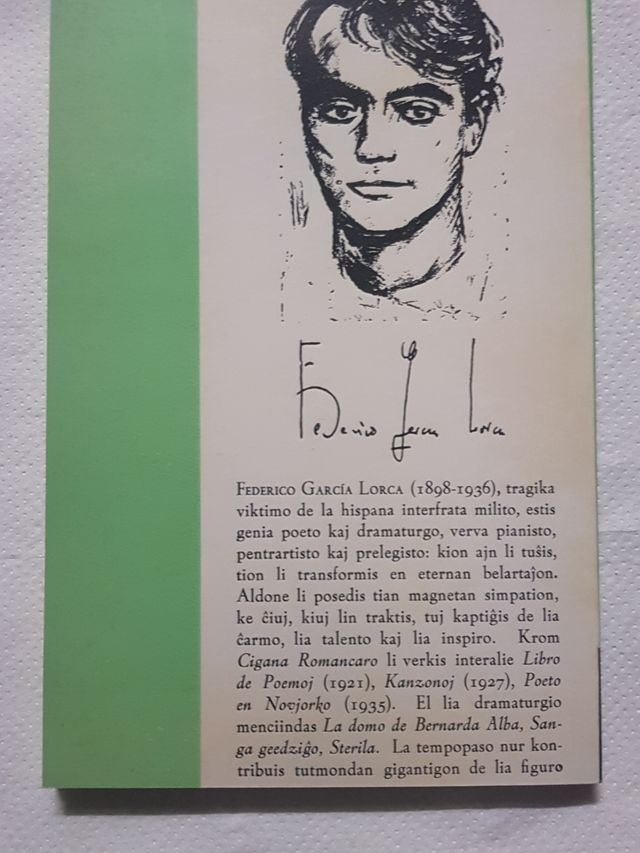 Federico García Lorca
FEDERICO GARCÍA LORCA (1898-1936), tragika
viktimo de la hispana interfrata milito, estis
genia poeto kaj dramaturgo, verva pianisto,
pentrartisto kaj prelegisto: kion ajn li tuŝis,
tion li transformis en eternan belartaĵon.
Aldone li posedis tian magnetan simpation,
ke ĉiuj, kiuj lin traktis, tuj kaptiĝis de lia
ĉarmo, lia talento kaj lia inspiro. Krom
Cigana Romancaro li verkis interalie Libro
de Poemoj (1921), Kanzonoj (1927), Poeto
en Novjorko (1935). El lia dramaturgio
menciindas La domo de Bernarda Alba, San-
ga geedziĝo, Sterila. La tempopaso nur kon-
tribuis tutmondan gigantigon de lia figuro